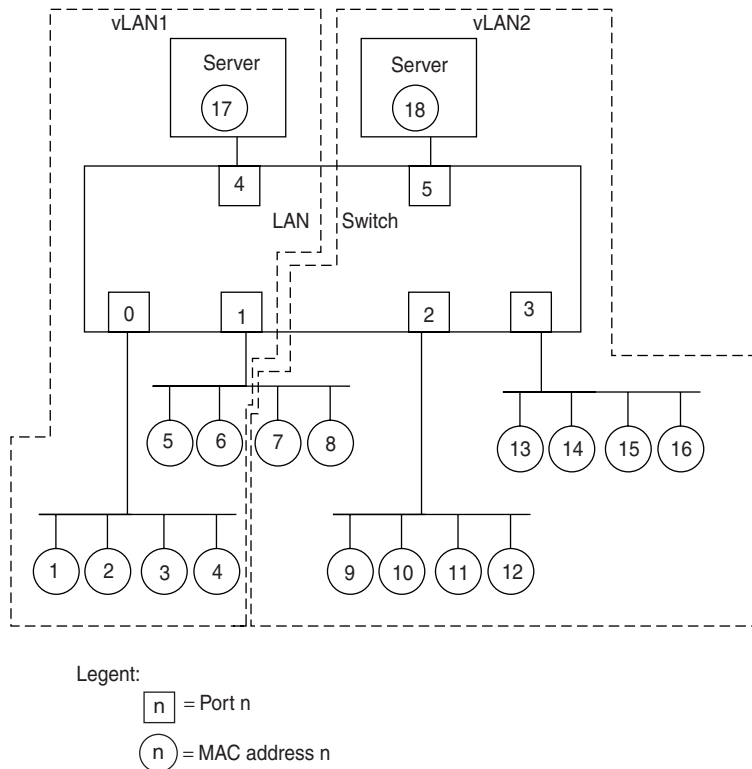 vLAN1
vLAN2
Server
Server
17
18
4
5
LAN
Switch
0
1
2
3
5
6
7
8
13
14
15
16
1
2
3
4
9
10
11
12
Legent:
n = Port n
n = MAC address n